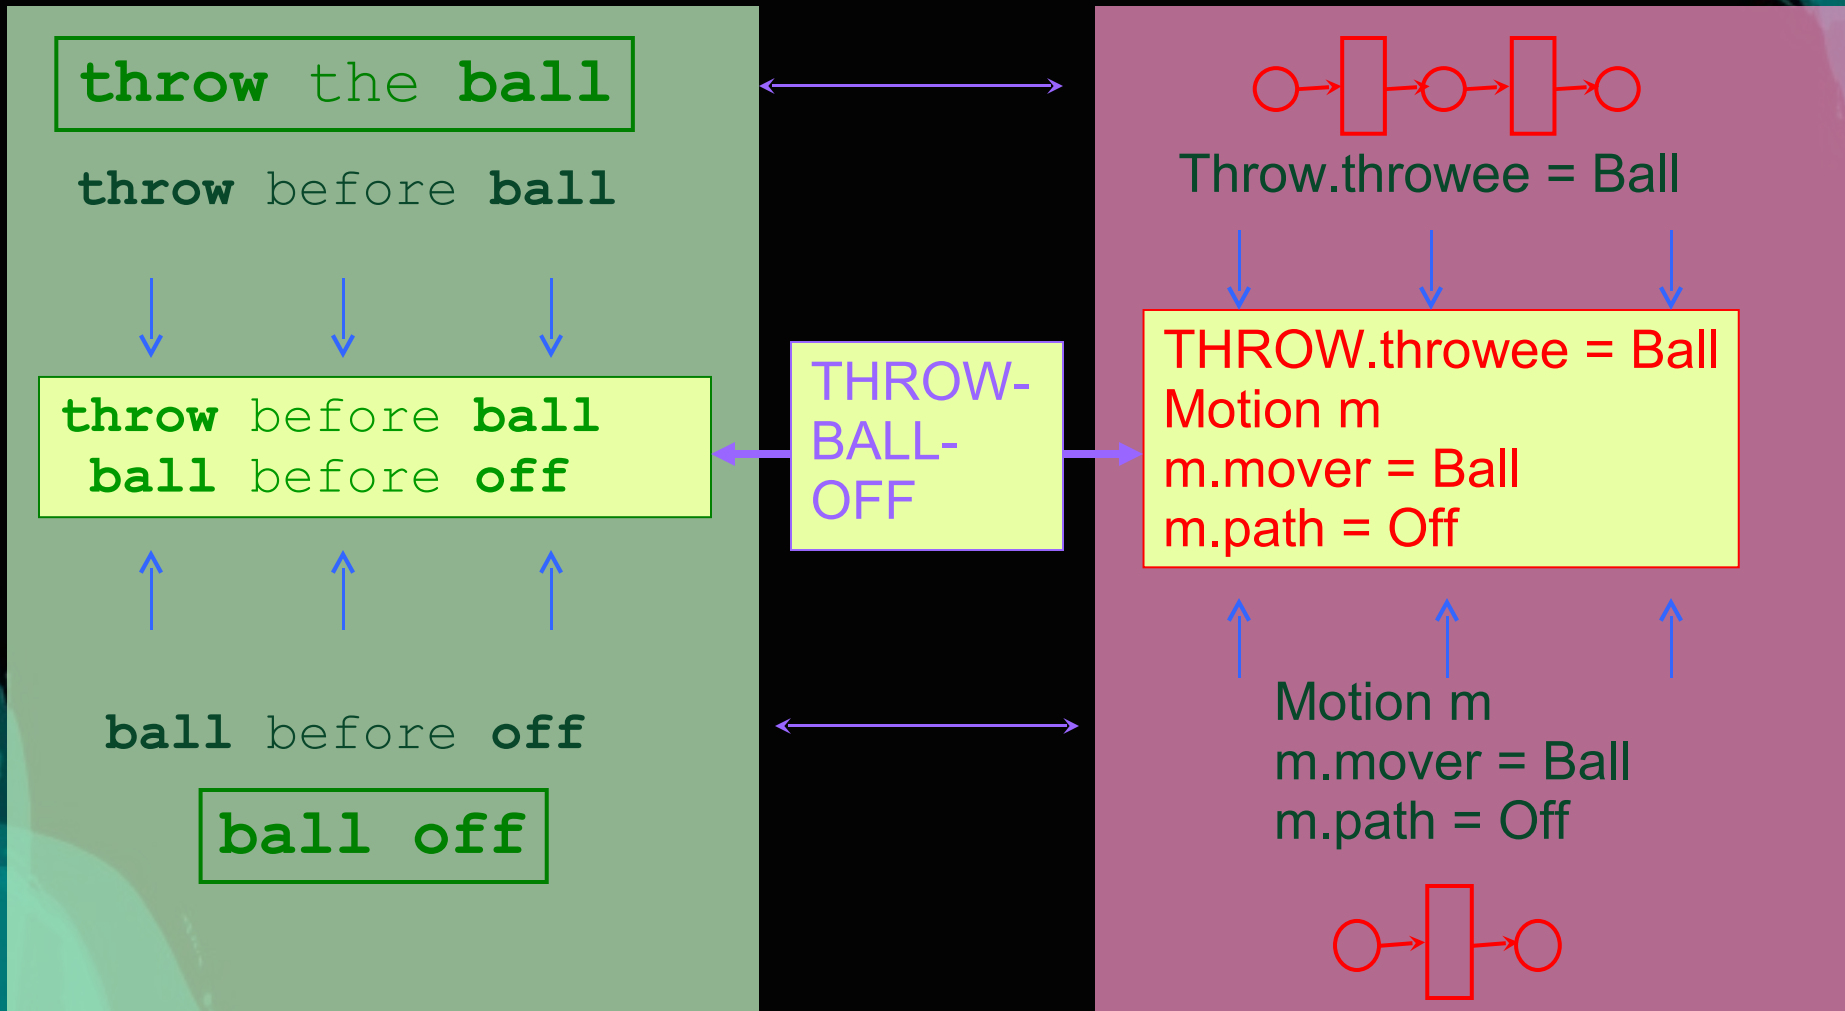 throw the ball
throw before ball
throw before ball
ball before off
ball before off
ball off
THROW-
BALL-
OFF
Throw.throwee = Ball
THROW.throwee = Ball
Motion m
m.mover = Ball
m.path = Off
Motion m
m.mover = Ball
m.path = Off